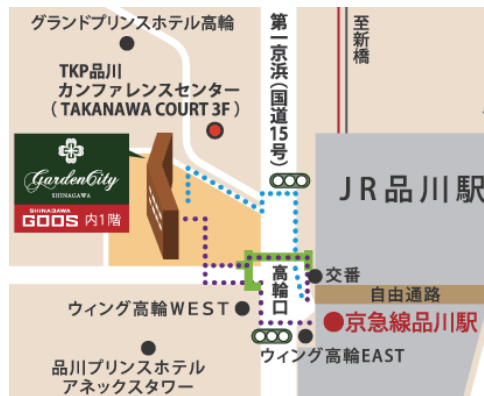 グランドプリンスホテル高輪
TKP品川
カンファレンスセンター
(TAKANAWA COURT 3F)
第一京浜(国道15号)
至新橋
GardenCity
SHINAGAWA
SHINAGAWA
GOOS 内1階
JR品川駅
高輪口
交番
自由通路
ウィング高輪WEST
京急線品川駅
ウィング高輪EAST
品川プリンスホテル
アネックスタワー